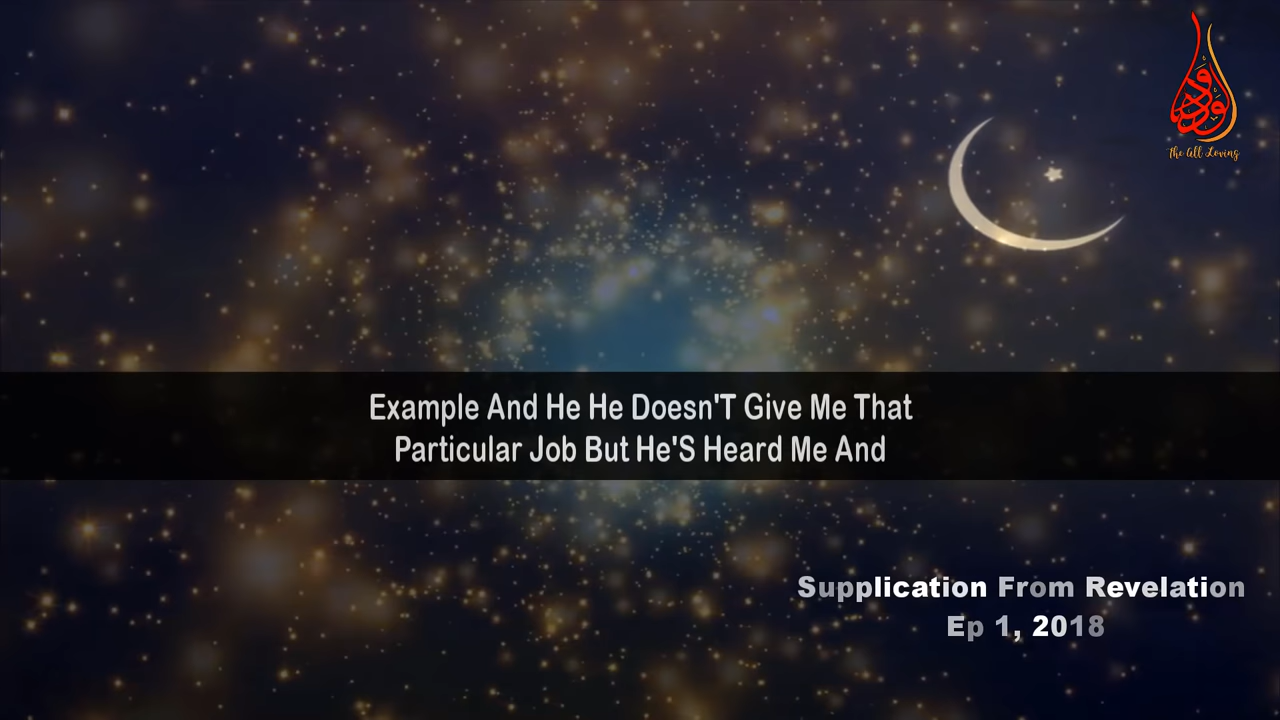 الودود
The All Loving
Example And He He Doesn'T Give Me That
Particular Job But He'S Heard Me And
Supplication From Revelation
Ep 1, 2018